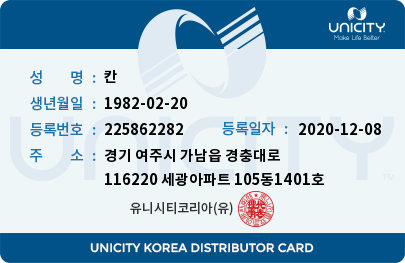 UNICITY
Make Life Better
성 명 : 칸
생년월일 : 1982-02-20
등록번호 : 225862282 등록일자 : 2020-12-08
주 소 : 경기 여주시 가남읍 경충대로
116220 세광아파트 105동1401호
UNICITY
TM
유니시티코리아(유)
UNICITY KOREA DISTRIBUTOR CARD